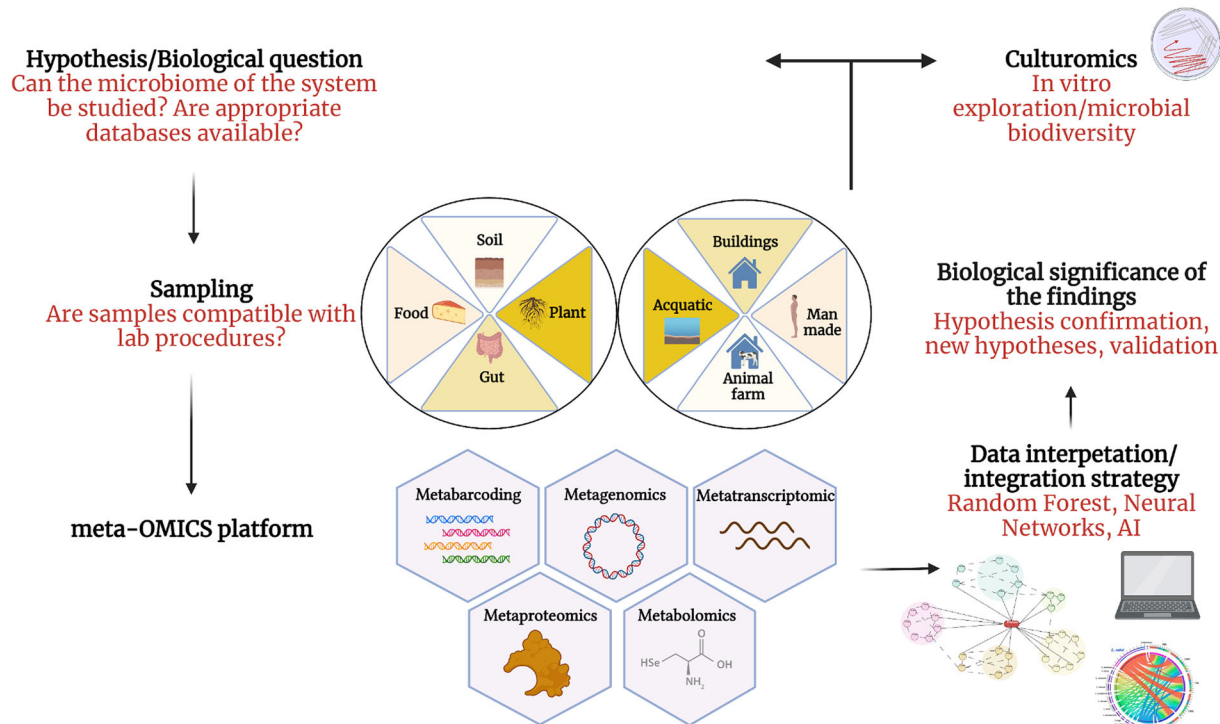 Hypothesis/Biological question
Can the microbiome of the system
be studied? Are appropriate
databases available?
Sampling
Are samples compatible with
lab procedures?
meta-OMICS platform
Soil
Food
Plant
Gut
Buildings
Acquatic
Man
made
Animal
farm
Metabarcoding
Metagenomics
Metatranscriptomic
Metaproteomics
Metabolomics
O
HSe
OH
NH2
Culturomics
In vitro
exploration/microbial
biodiversity
Biological significance of
the findings
Hypothesis confirmation,
new hypotheses, validation
Data interpetation/
integration strategy
Random Forest, Neural
Networks, AI